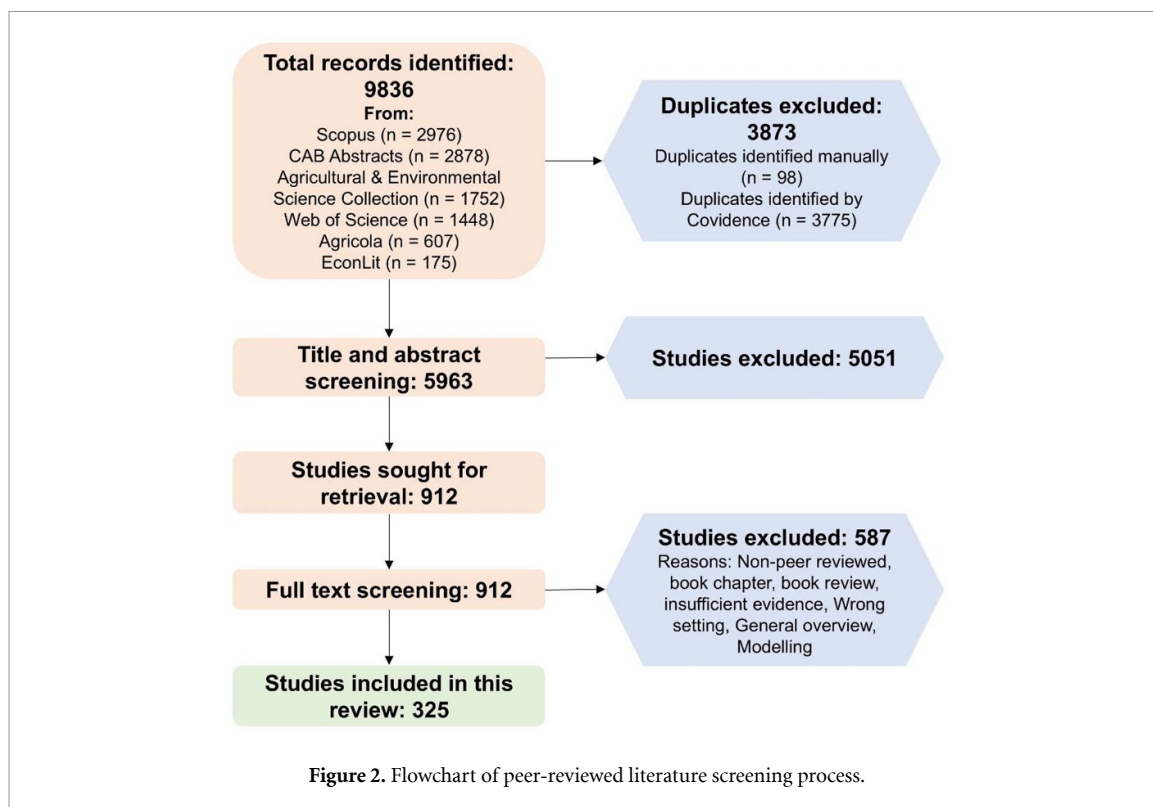 Total records identified:
9836
From:
Scopus (n = 2976)
CAB Abstracts (n = 2878)
Agricultural & Environmental
Science Collection (n = 1752)
Web of Science (n = 1448)
Agricola (n = 607)
EconLit (n = 175)
Duplicates excluded:
3873
Duplicates identified manually
(n = 98)
Duplicates identified by
Covidence (n = 3775)
Title and abstract
screening: 5963
Studies excluded: 5051
Studies sought for
retrieval: 912
Full text screening: 912
Studies excluded: 587
Reasons: Non-peer reviewed,
book chapter, book review,
insufficient evidence, Wrong
setting, General overview,
Modelling
Studies included in this
review: 325
Figure 2. Flowchart of peer-reviewed literature screening process.